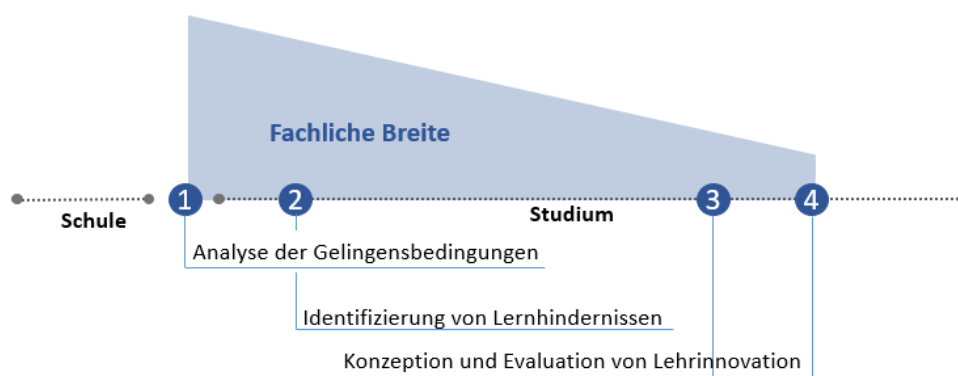 Fachliche Breite
1
2
3
4
Schule
Studium
Analyse der Gelingensbedingungen
Identifizierung von Lernhindernissen
Konzeption und Evaluation von Lehrinnovation